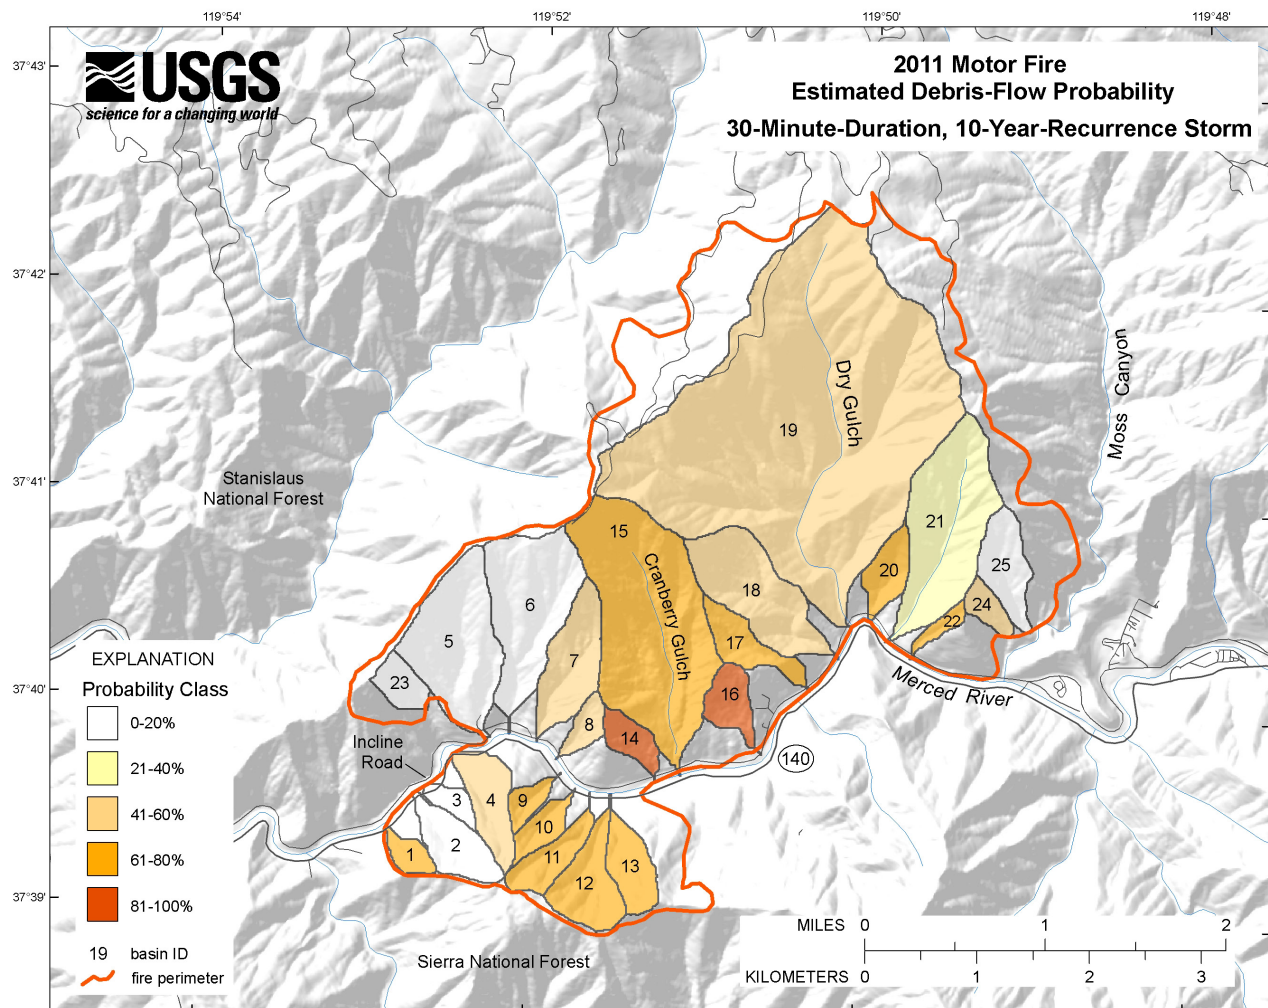 119°54'
119°52'
119°50'
119°48'
37°43'
37°42'
37°41'
37°40'
37°39'
USGS
science for a changing world
2011 Motor Fire
Estimated Debris-Flow Probability
30-Minute-Duration, 10-Year-Recurrence Storm
Dry Gulch
Moss Canyon
19
Stanislaus
National Forest
15
21
Cranberry Gulch
20
25
18
6
24
22
5
17
7
23
16
Merced River
8
14
Incline
Road
140
3
4
9
10
2
1
11
13
12
EXPLANATION
Probability Class
0-20%
21-40%
41-60%
61-80%
81-100%
19 basin ID
fire perimeter
Sierra National Forest
MILES 0 1 2
KILOMETERS 0 1 2 3